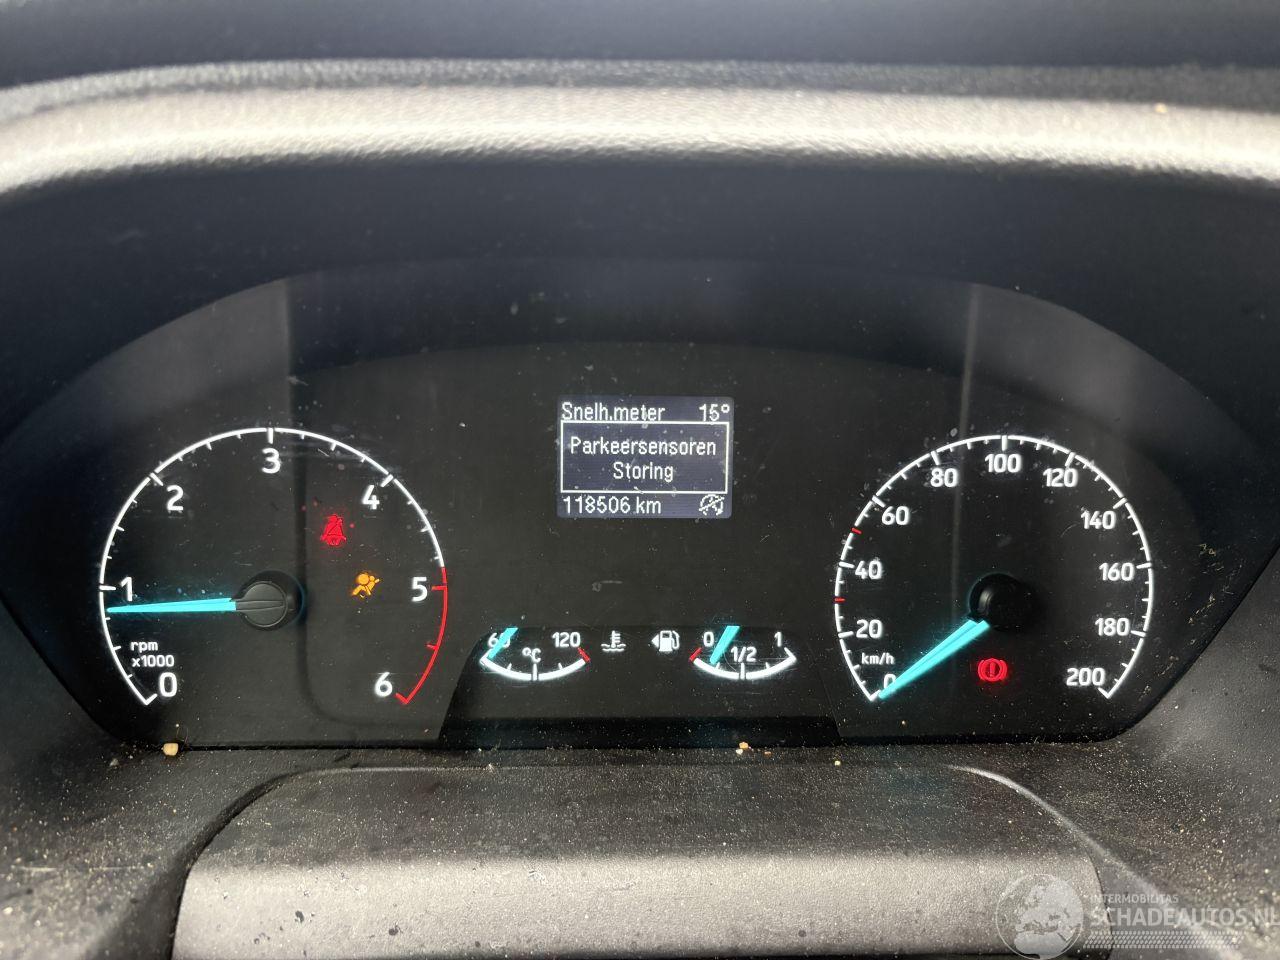 Snelh.meter 15°
Parkeersensoren
Storing
118506 km
0
1
2
3
4
5
6
rpm
x1000
60 120
°C
0 1/2 1
0
20
40
60
80
100
120
140
160
180
200
km/h
INTERMOBILITAS
SCHADEAUTOS.NL